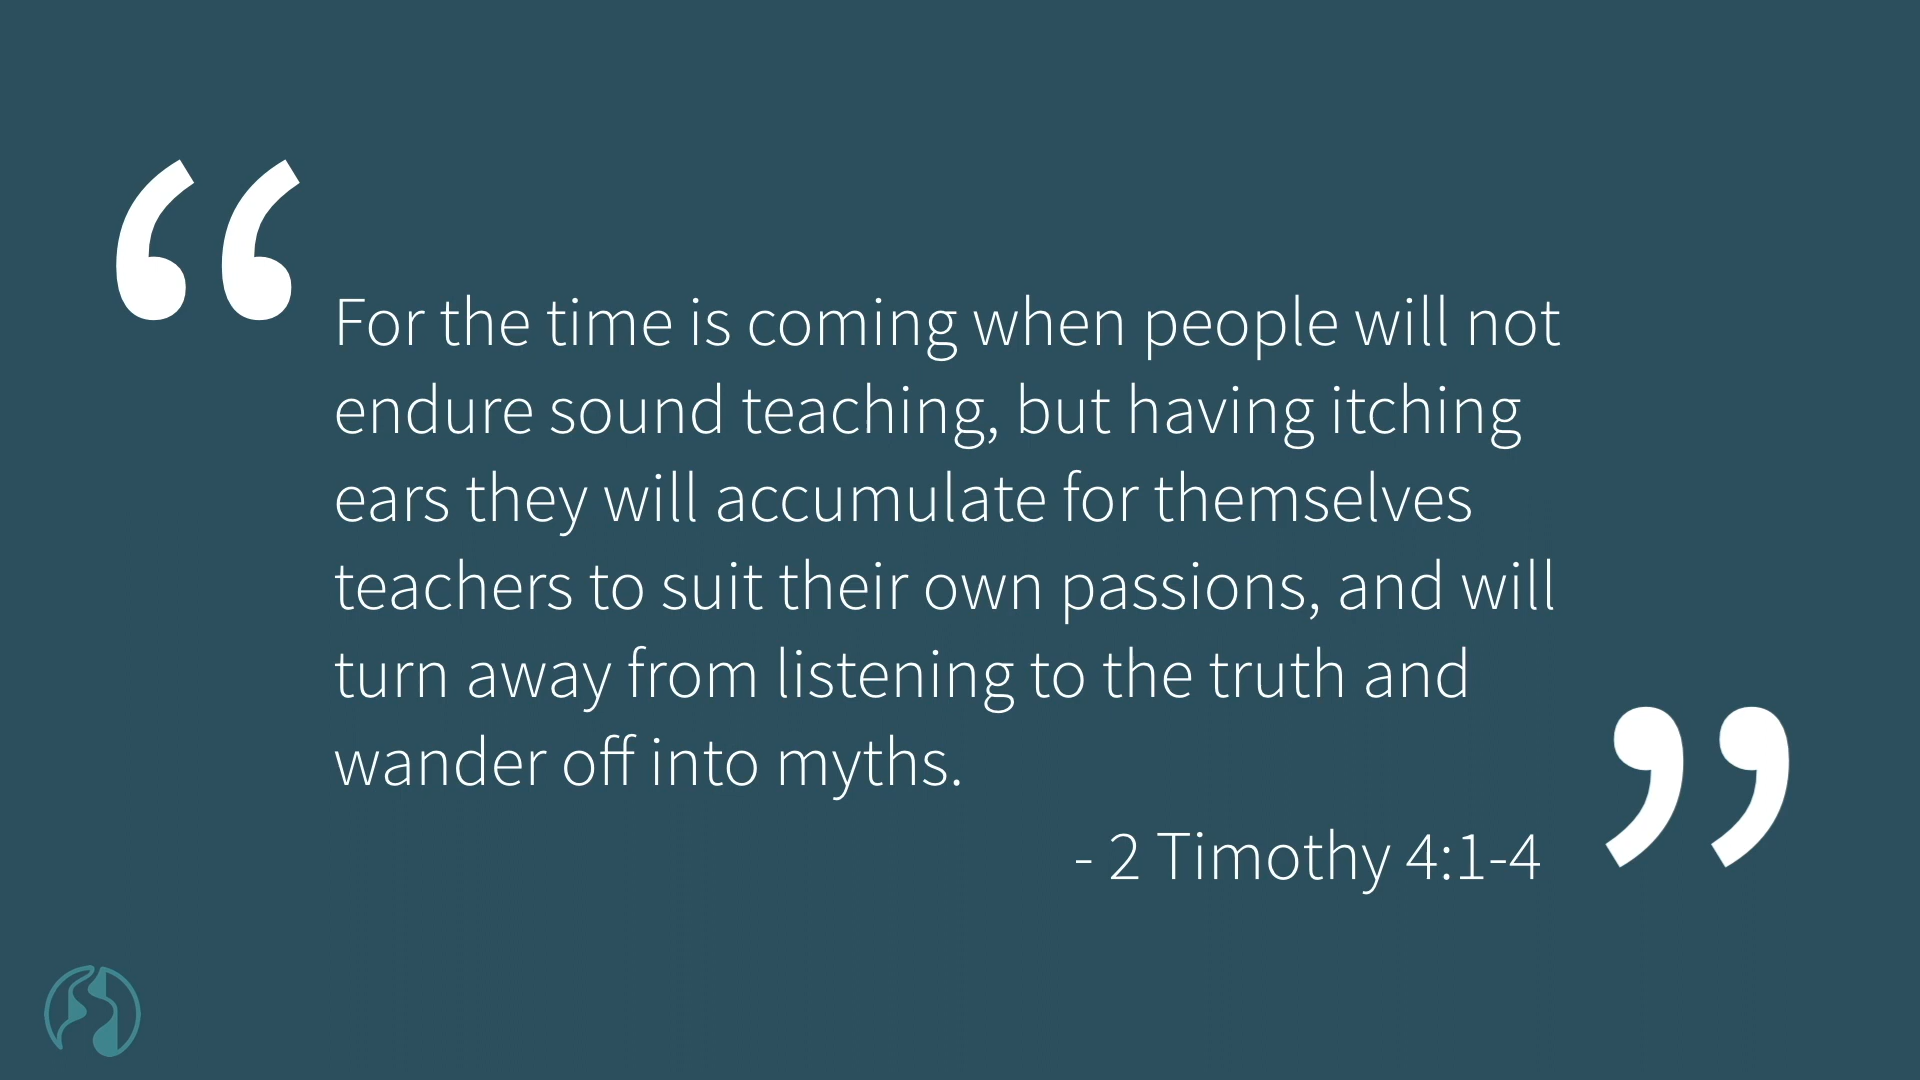 “
For the time is coming when people will not
endure sound teaching, but having itching
ears they will accumulate for themselves
teachers to suit their own passions, and will
turn away from listening to the truth and
wander off into myths.
”
- 2 Timothy 4:1-4